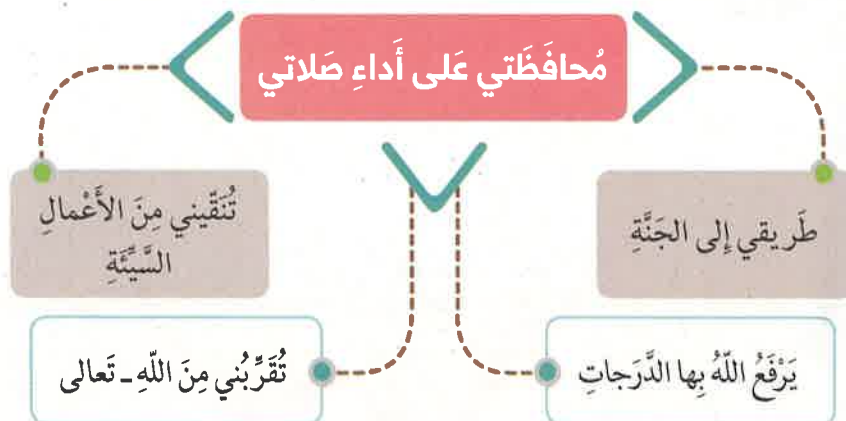 مُحافَظَتي عَلى أَداءِ صَلاتي
طَريقي إِلى الجَنَّةِ
تُنَقّيني مِنَ الأَعْمالِ
السَّيِّئَةِ
يَرْفَعُ اللّهُ بِها الدَّرَجاتِ
تُقَرِّبُني مِنَ اللّهِ ـ تَعالى